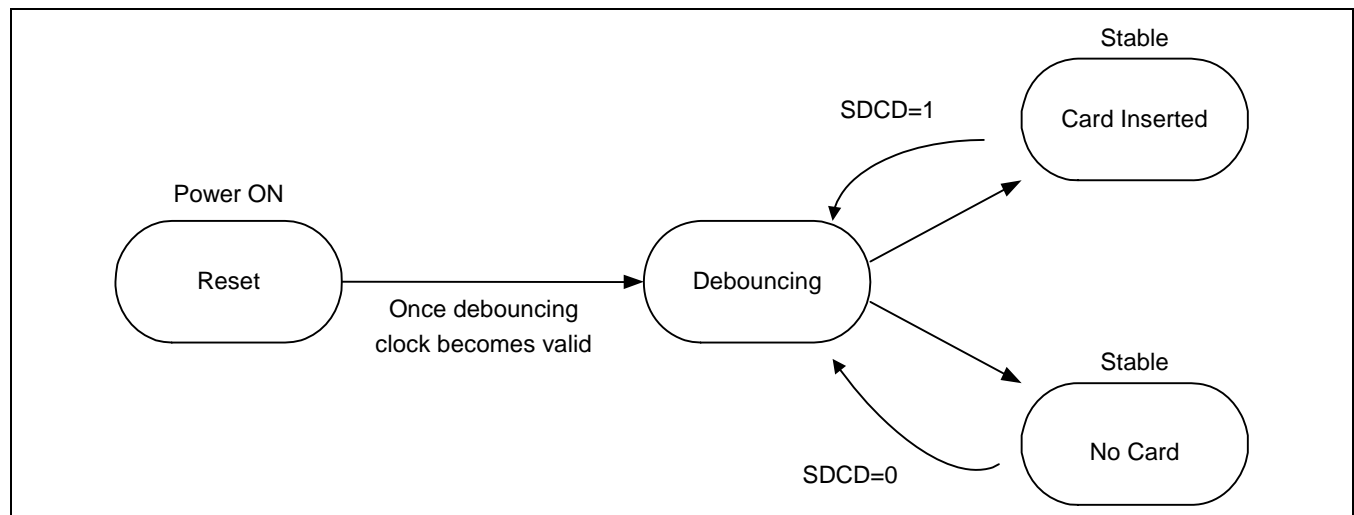 Stable
Card Inserted
SDCD=1
Power ON
Reset
Once debouncing
clock becomes valid
Debouncing
Stable
No Card
SDCD=0